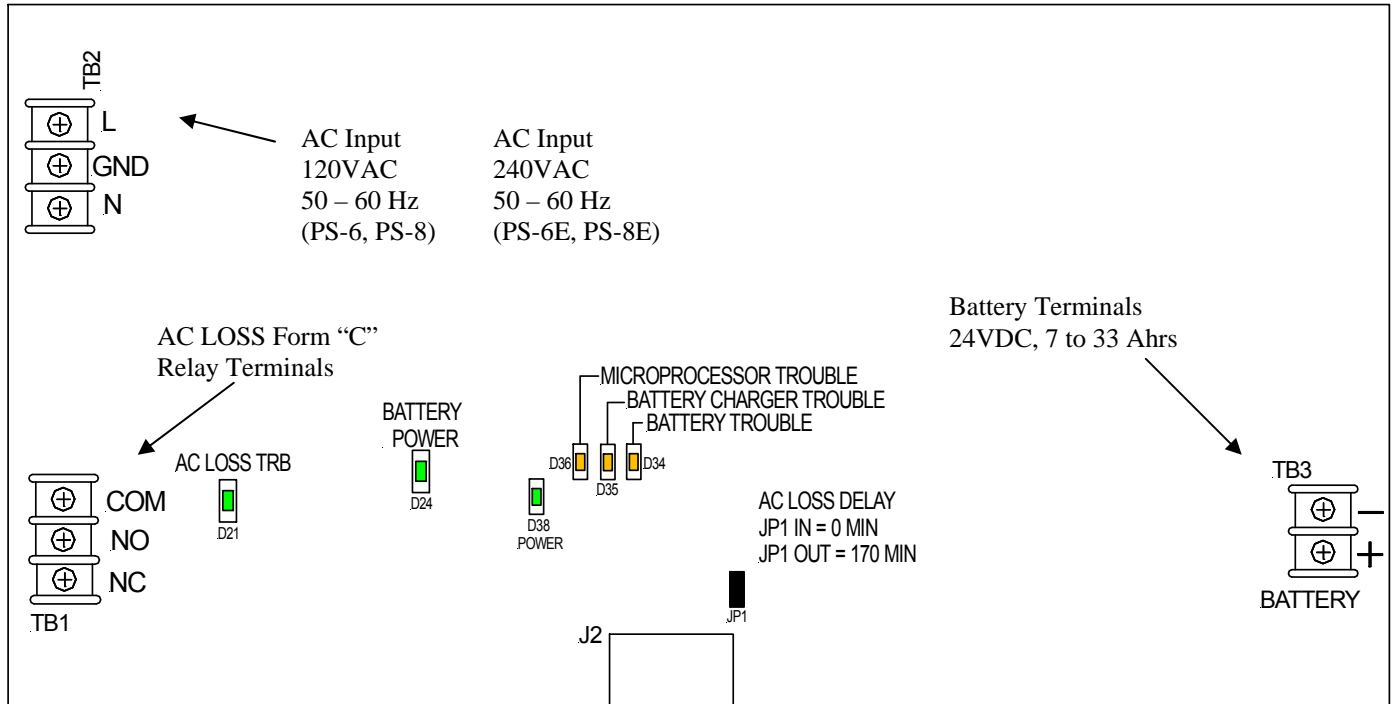 TB2
L
GND
N
AC Input
120VAC
50 – 60 Hz
(PS-6, PS-8)
AC Input
240VAC
50 – 60 Hz
(PS-6E, PS-8E)
AC LOSS Form “C”
Relay Terminals
Battery Terminals
24VDC, 7 to 33 Ahrs
MICROPROCESSOR TROUBLE
BATTERY CHARGER TROUBLE
BATTERY TROUBLE
BATTERY
POWER
D24
AC LOSS TRB
D21
D36
D35
D34
D38
POWER
COM
NO
NC
TB1
AC LOSS DELAY
JP1 IN = 0 MIN
JP1 OUT = 170 MIN
JP1
J2
TB3
–
+
BATTERY